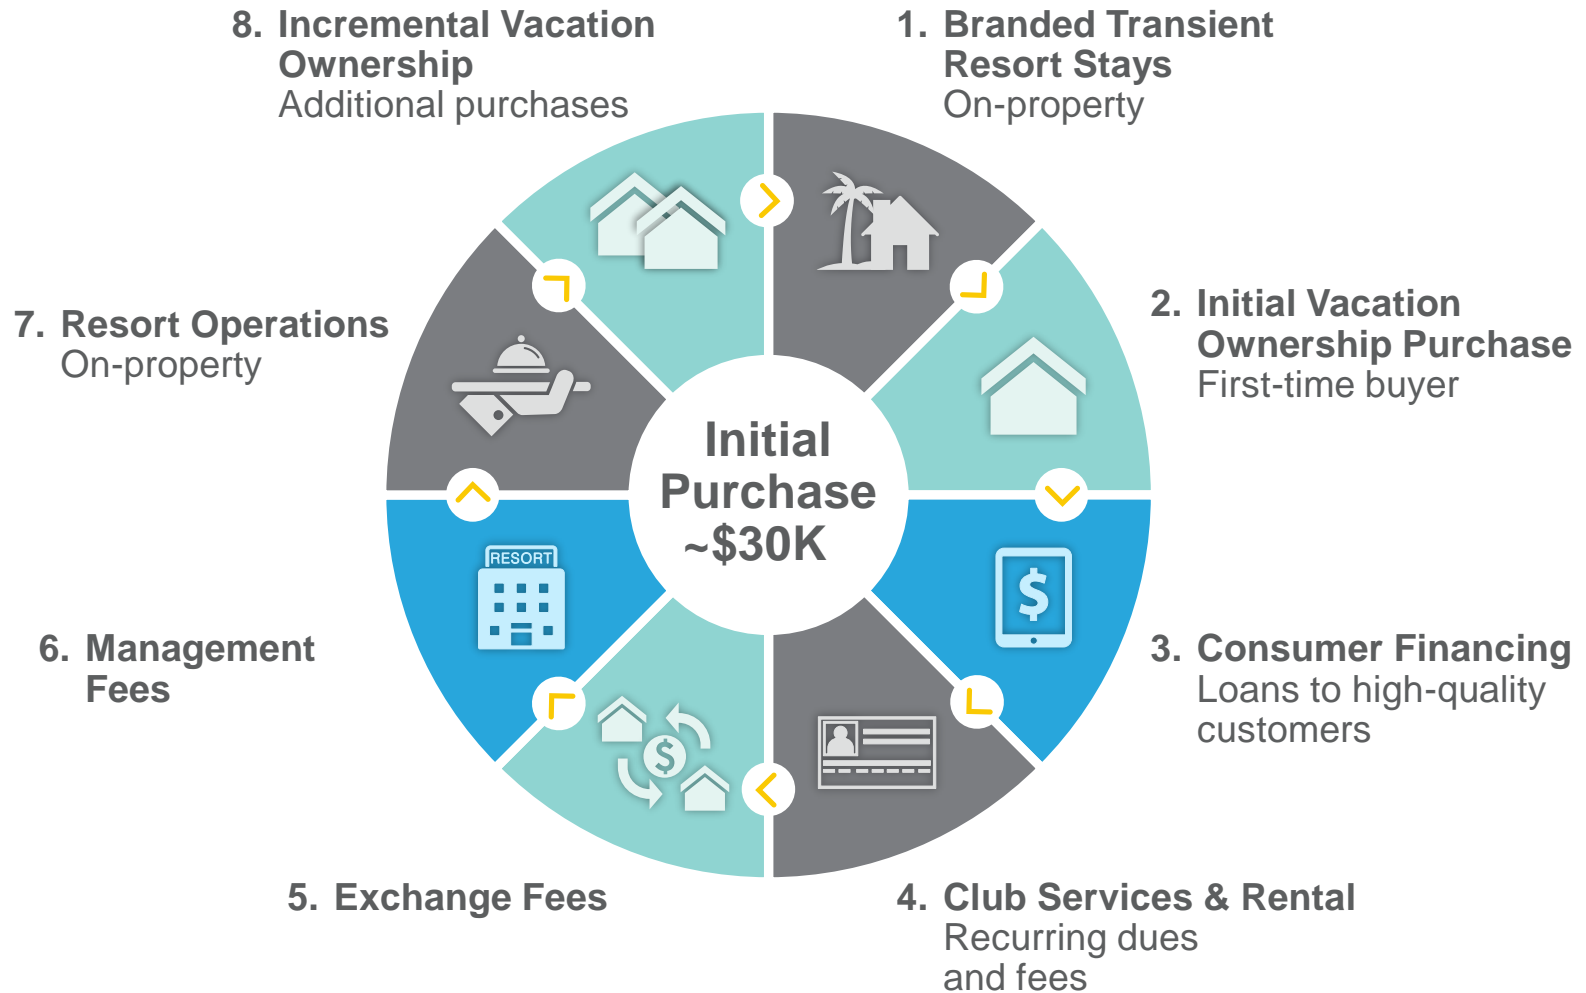 8. Incremental Vacation
Ownership
Additional purchases
1. Branded Transient
Resort Stays
On-property
2. Initial Vacation
Ownership Purchase
First-time buyer
7. Resort Operations
On-property
Initial
Purchase
~$30K
RESORT
$
3. Consumer Financing
Loans to high-quality
customers
6. Management
Fees
$
5. Exchange Fees
4. Club Services & Rental
Recurring dues
and fees